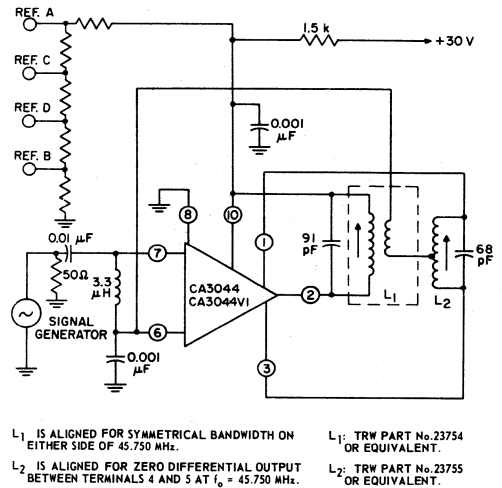 REF. A
1.5 k
+30 V
REF. C
REF. D
0.001
μF
REF. B
8
10
1
0.01 μF
7
91
pF
68
pF
50Ω
3.3
μH
CA3044
CA3044V1
2
L1
L2
SIGNAL
GENERATOR
6
0.001
μF
3
L1 IS ALIGNED FOR SYMMETRICAL BANDWIDTH ON
EITHER SIDE OF 45.750 MHz.
L2 IS ALIGNED FOR ZERO DIFFERENTIAL OUTPUT
BETWEEN TERMINALS 4 AND 5 AT fo = 45.750 MHz.
L1: TRW PART No.23754
OR EQUIVALENT.
L2: TRW PART No.23755
OR EQUIVALENT.